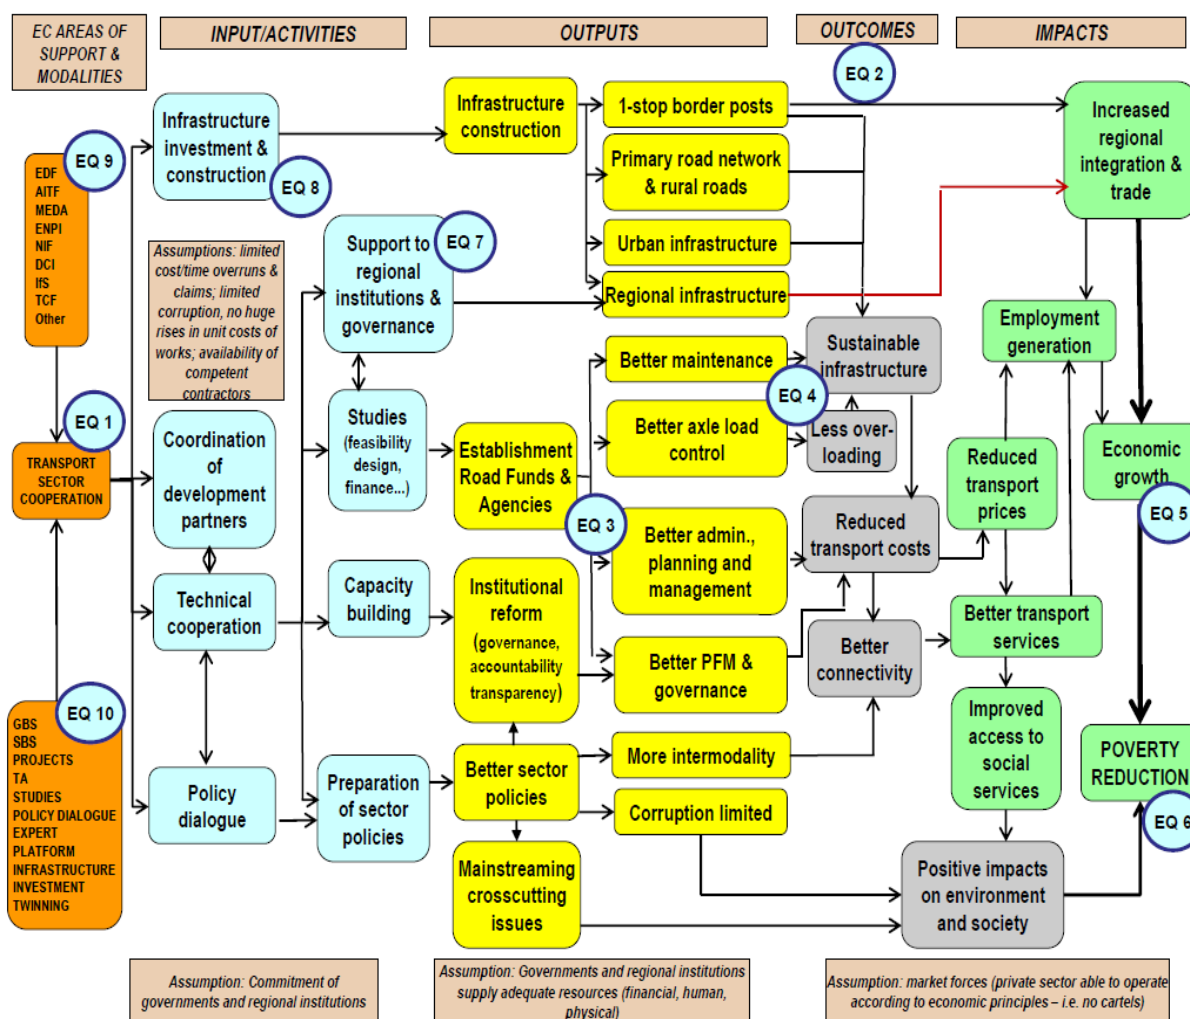 EC AREAS OF
SUPPORT &
MODALITIES
INPUT/ACTIVITIES
OUTPUTS
OUTCOMES
IMPACTS
EQ 9
EDF
AITF
MEDA
ENPI
NIF
DCI
IfS
TCF
Other
EQ 1
TRANSPORT
SECTOR
COOPERATION
EQ 10
GBS
SBS
PROJECTS
TA
STUDIES
POLICY DIALOGUE
EXPERT
PLATFORM
INFRASTRUCTURE
INVESTMENT
TWINNING
Infrastructure
investment &
construction
EQ 8
Assumptions: limited
cost/time overruns &
claims; limited
corruption, no huge
rises in unit costs of
works; availability of
competent
contractors
Coordination
of
development
partners
Technical
cooperation
Policy
dialogue
Support to
regional
institutions &
governance
EQ 7
Studies
(feasibility
design,
finance...)
Capacity
building
Preparation
of sector
policies
Infrastructure
construction
Establishment
Road Funds &
Agencies
EQ 3
Institutional
reform
(governance,
accountability
transparency)
Better sector
policies
Mainstreaming
crosscutting
issues
1-stop border posts
Primary road network
& rural roads
Urban infrastructure
Regional infrastructure
Better maintenance
Better axle load
control
Better admin.,
planning and
management
Better PFM &
governance
More intermodality
Corruption limited
EQ 2
Sustainable
infrastructure
EQ 4
Less over-
loading
Reduced
transport costs
Better
connectivity
Positive impacts
on environment
and society
Increased
regional
integration &
trade
Employment
generation
Reduced
transport
prices
Economic
growth
EQ 5
Better transport
services
Improved
access to
social
services
POVERTY
REDUCTION
EQ 6
Assumption: Commitment of
governments and regional institutions
Assumption: Governments and regional institutions
supply adequate resources (financial, human,
physical)
Assumption: market forces (private sector able to operate
according to economic principles – i.e. no cartels)